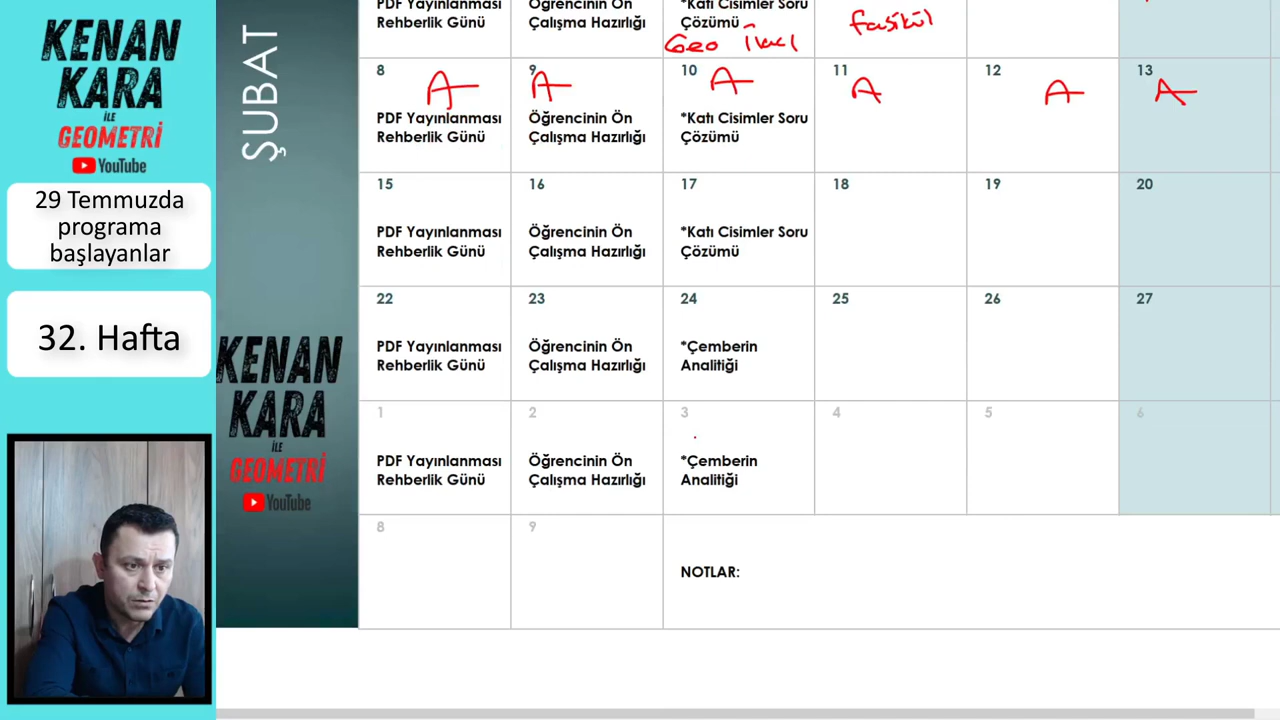 KENAN
KARA
İLE
GEOMETRİ
YouTube
29 Temmuzda
programa
başlayanlar
32. Hafta
ŞUBAT
KENAN
KARA
İLE
GEOMETRİ
YouTube
PDF Yayınlanması
Rehberlik Günü
Öğrencinin Ön
Çalışma Hazırlığı
*Katı Cisimler Soru
Çözümü
Geo İkal
fasikül
8 A
PDF Yayınlanması
Rehberlik Günü
9 A
Öğrencinin Ön
Çalışma Hazırlığı
10 A
*Katı Cisimler Soru
Çözümü
11 A
12 A
13 A
15
PDF Yayınlanması
Rehberlik Günü
16
Öğrencinin Ön
Çalışma Hazırlığı
17
*Katı Cisimler Soru
Çözümü
18
19
20
22
PDF Yayınlanması
Rehberlik Günü
23
Öğrencinin Ön
Çalışma Hazırlığı
24
*Çemberin
Analitiği
25
26
27
1
PDF Yayınlanması
Rehberlik Günü
2
Öğrencinin Ön
Çalışma Hazırlığı
3
*Çemberin
Analitiği
4
5
6
8
9
NOTLAR: